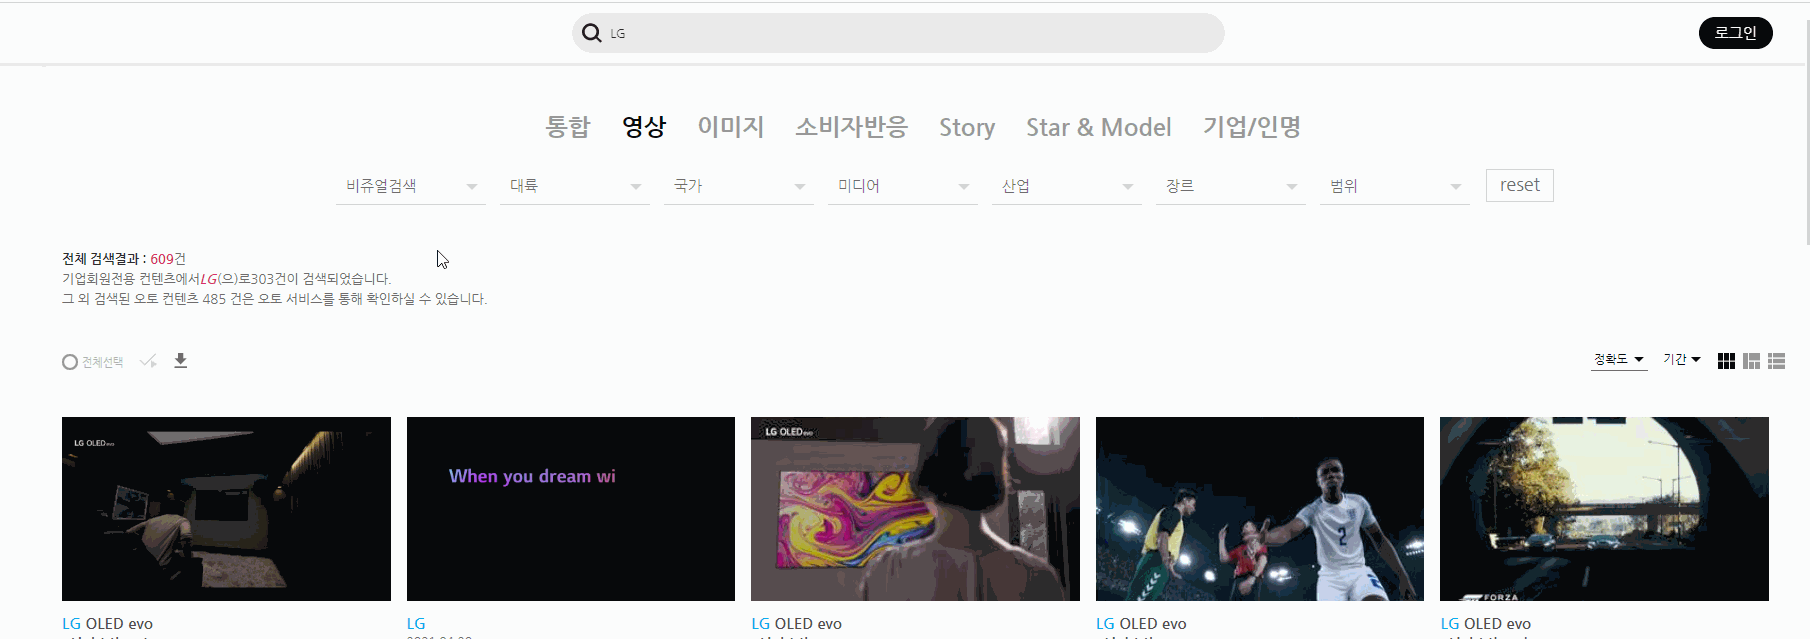 LG
로그인
통합 영상 이미지 소비자반응 Story Star & Model 기업/인명
비쥬얼검색 대륙 국가 미디어 산업 장르 범위 reset
전체 검색결과 : 609건
기업회원전용 컨텐츠에서LG(으)로303건이 검색되었습니다.
그 외 검색된 오토 컨텐츠 485 건은 오토 서비스를 통해 확인하실 수 있습니다.
전체선택
정확도 기간
LG OLED evo
When you dream wi
LG OLED evo
2
FORZA
LG OLED evo
LG
LG OLED evo
LG OLED evo
LG OLED evo